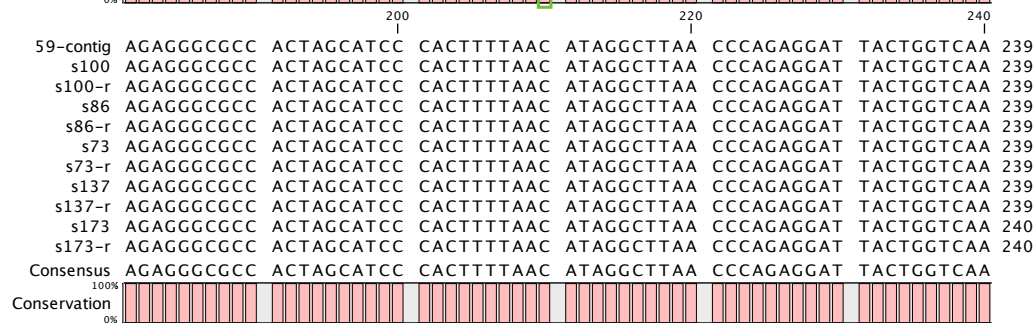 0%
200 220 240
59-contig AGAGGGCGCC ACTAGCATCC CACTTTTAAC ATAGGCTTAA CCCAGAGGAT TACTGGTCAA 239
s100 AGAGGGCGCC ACTAGCATCC CACTTTTAAC ATAGGCTTAA CCCAGAGGAT TACTGGTCAA 239
s100-r AGAGGGCGCC ACTAGCATCC CACTTTTAAC ATAGGCTTAA CCCAGAGGAT TACTGGTCAA 239
s86 AGAGGGCGCC ACTAGCATCC CACTTTTAAC ATAGGCTTAA CCCAGAGGAT TACTGGTCAA 239
s86-r AGAGGGCGCC ACTAGCATCC CACTTTTAAC ATAGGCTTAA CCCAGAGGAT TACTGGTCAA 239
s73 AGAGGGCGCC ACTAGCATCC CACTTTTAAC ATAGGCTTAA CCCAGAGGAT TACTGGTCAA 239
s73-r AGAGGGCGCC ACTAGCATCC CACTTTTAAC ATAGGCTTAA CCCAGAGGAT TACTGGTCAA 239
s137 AGAGGGCGCC ACTAGCATCC CACTTTTAAC ATAGGCTTAA CCCAGAGGAT TACTGGTCAA 239
s137-r AGAGGGCGCC ACTAGCATCC CACTTTTAAC ATAGGCTTAA CCCAGAGGAT TACTGGTCAA 239
s173 AGAGGGCGCC ACTAGCATCC CACTTTTAAC ATAGGCTTAA CCCAGAGGAT TACTGGTCAA 240
s173-r AGAGGGCGCC ACTAGCATCC CACTTTTAAC ATAGGCTTAA CCCAGAGGAT TACTGGTCAA 240
Consensus AGAGGGCGCC ACTAGCATCC CACTTTTAAC ATAGGCTTAA CCCAGAGGAT TACTGGTCAA
100%
Conservation
0%